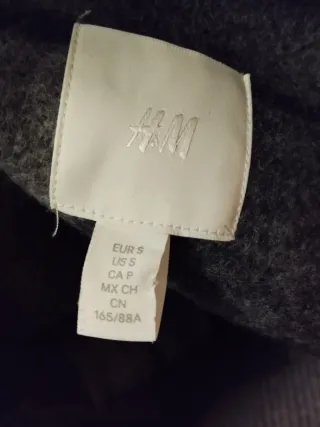 H&M
EUR S
US S
CA P
MX CH
CN
165/88A